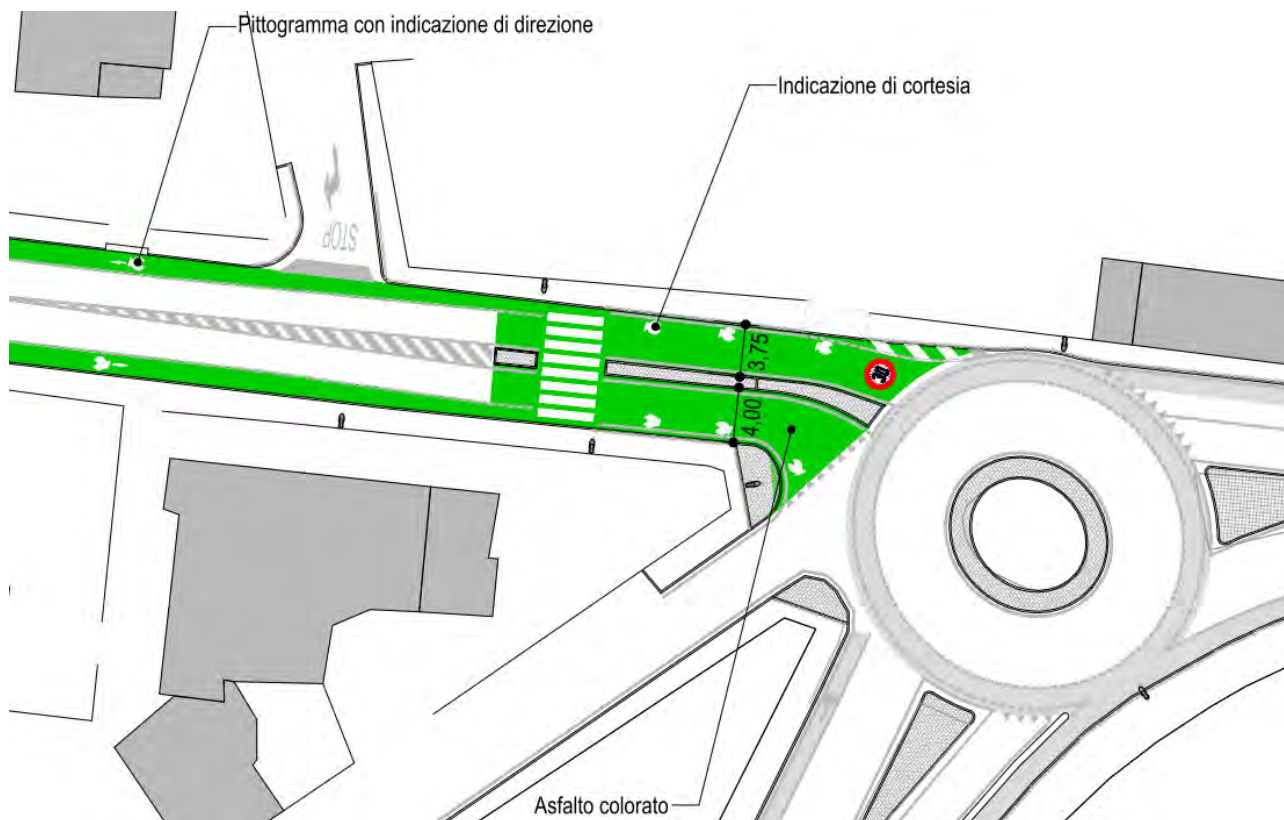 Pittogramma con indicazione di direzione
Indicazione di cortesia
STOP
3,75
4,00
Asfalto colorato